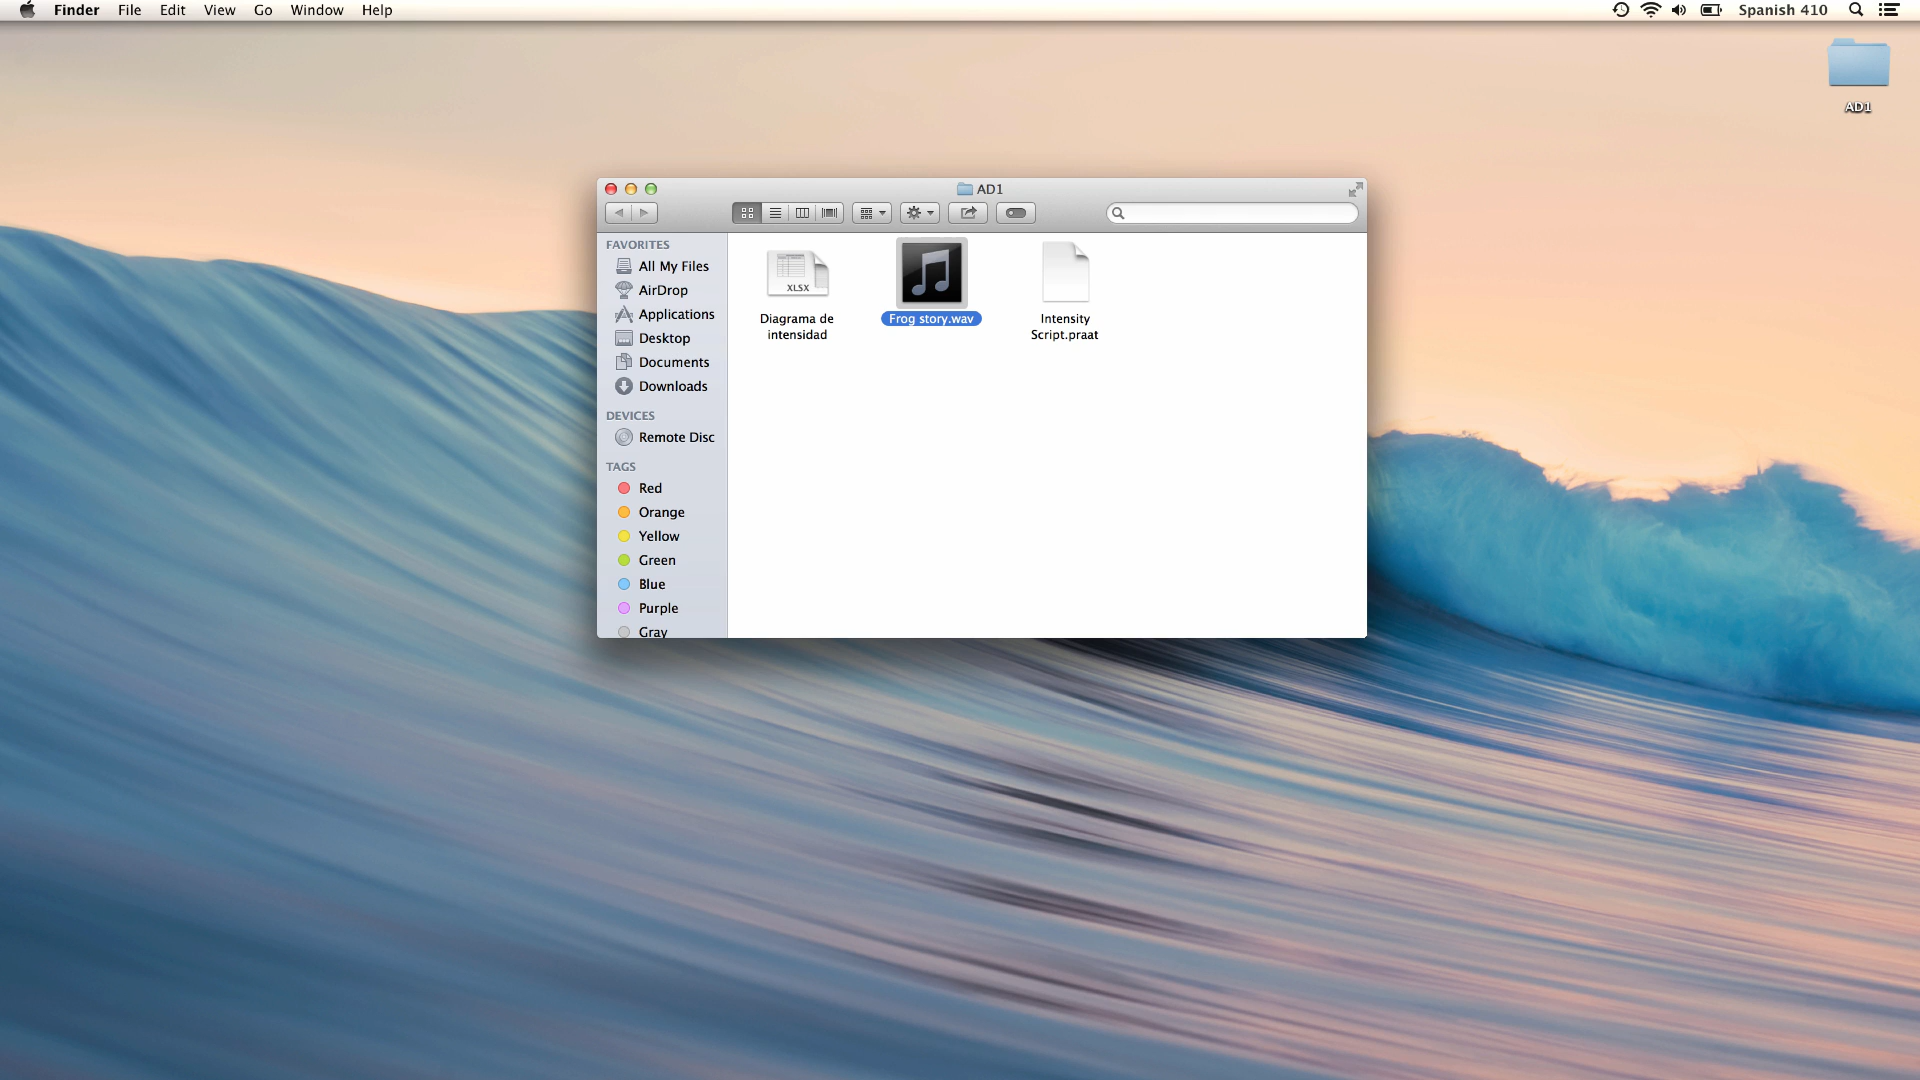 Finder File Edit View Go Window Help Spanish 410
AD1
AD1
FAVORITES
All My Files
AirDrop
Applications
Desktop
Documents
Downloads
DEVICES
Remote Disc
TAGS
Red
Orange
Yellow
Green
Blue
Purple
Gray
XLSX
Diagrama de
intensidad
Frog story.wav
Intensity
Script.praat